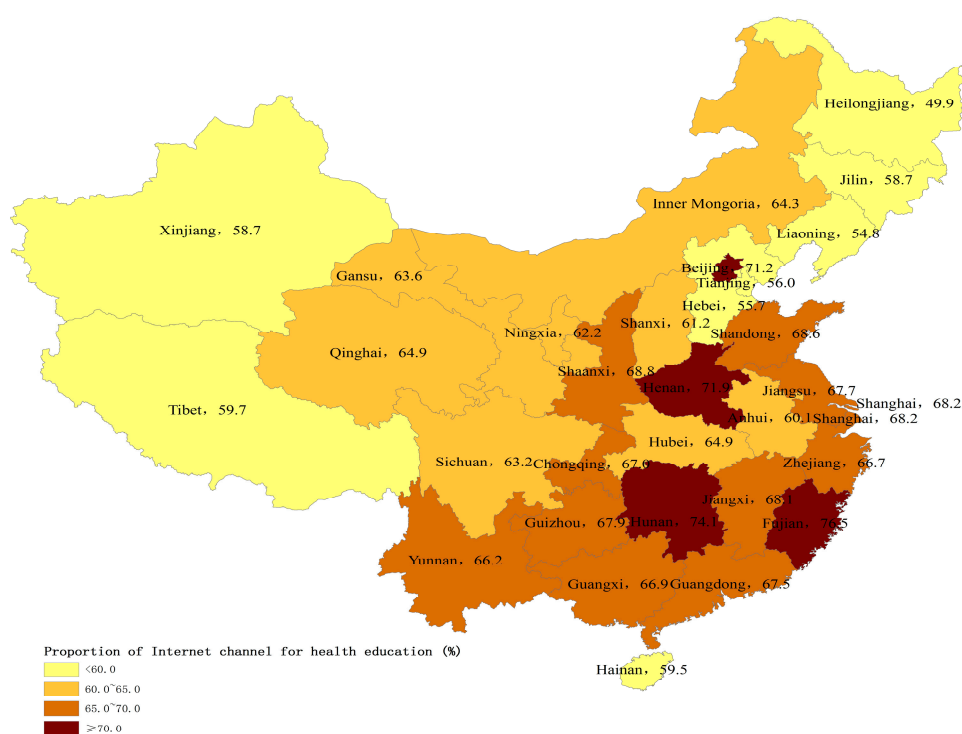 Heilongjiang, 49.9
Jilin, 58.7
Inner Mongoria, 64.3
Liaoning, 54.8
Xinjiang, 58.7
Beijing, 71.2
Gansu, 63.6
Tianjing, 56.0
Hebei, 55.7
Ningxia, 62.2
Shanxi, 61.2
Shandong, 68.6
Qinghai, 64.9
Shaanxi, 68.8
Henan, 71.9
Jiangsu, 67.7
Shanghai, 68.2
Tibet, 59.7
Anhui, 60.1
Shanghai, 68.2
Hubei, 64.9
Sichuan, 63.2
Chongqing, 67.0
Zhejiang, 66.7
Jiangxi, 68.1
Guizhou, 67.9
Hunan, 74.1
Fujian, 76.5
Yunnan, 66.2
Guangxi, 66.9
Guangdong, 67.5
Hainan, 59.5
Proportion of Internet channel for health education (%)
<60.0
60.0~65.0
65.0~70.0
≥70.0